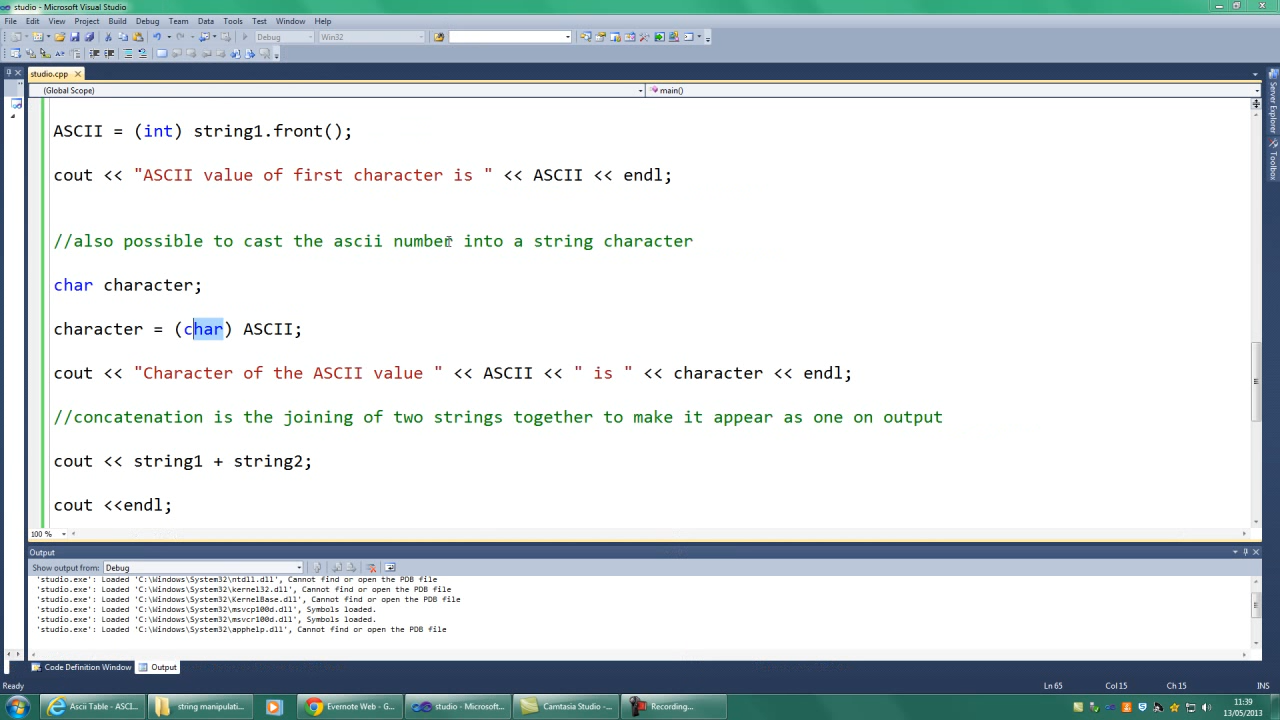 studio - Microsoft Visual Studio
File Edit View Project Build Debug Team Data Tools Test Window Help
Debug Win32
studio.cpp
(Global Scope) main()
ASCII = (int) string1.front();
cout << "ASCII value of first character is " << ASCII << endl;
//also possible to cast the ascii number into a string character
char character;
character = (char) ASCII;
cout << "Character of the ASCII value " << ASCII << " is " << character << endl;
//concatenation is the joining of two strings together to make it appear as one on output
cout << string1 + string2;
cout <<endl;
Server Explorer
Toolbox
100 %
Output
Show output from: Debug
'studio.exe': Loaded 'C:\Windows\System32\ntdll.dll', Cannot find or open the PDB file
'studio.exe': Loaded 'C:\Windows\System32\kernel32.dll', Cannot find or open the PDB file
'studio.exe': Loaded 'C:\Windows\System32\KernelBase.dll', Cannot find or open the PDB file
'studio.exe': Loaded 'C:\Windows\System32\msvcp100d.dll', Symbols loaded.
'studio.exe': Loaded 'C:\Windows\System32\msvcr100d.dll', Symbols loaded.
'studio.exe': Loaded 'C:\Windows\System32\apphelp.dll', Cannot find or open the PDB file
Code Definition Window Output
Ready Ln 65 Col 15 Ch 15 INS
Ascii Table - ASCI... string manipulati... Evernote Web - G... studio - Microsoft... Camtasia Studio -... Recording...
11:39
13/05/2013